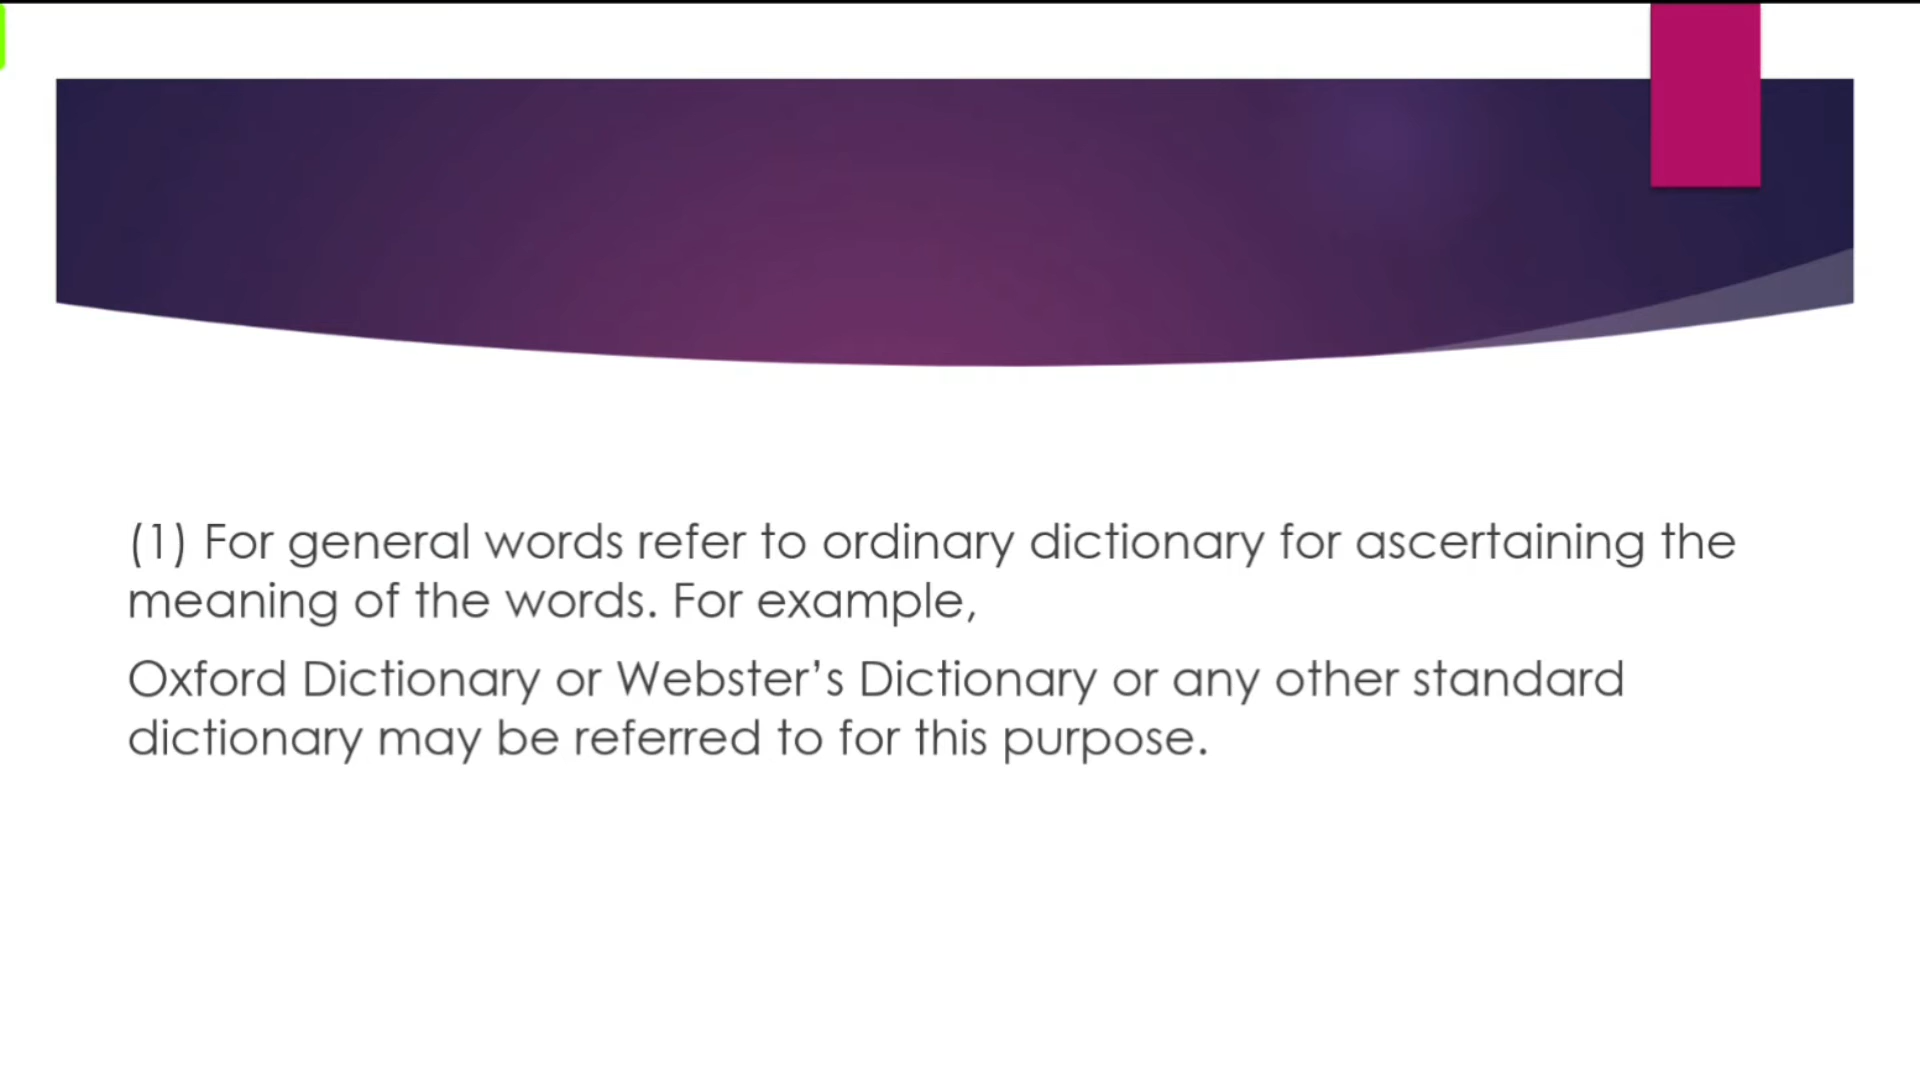 (1) For general words refer to ordinary dictionary for ascertaining the
meaning of the words. For example,
Oxford Dictionary or Webster’s Dictionary or any other standard
dictionary may be referred to for this purpose.